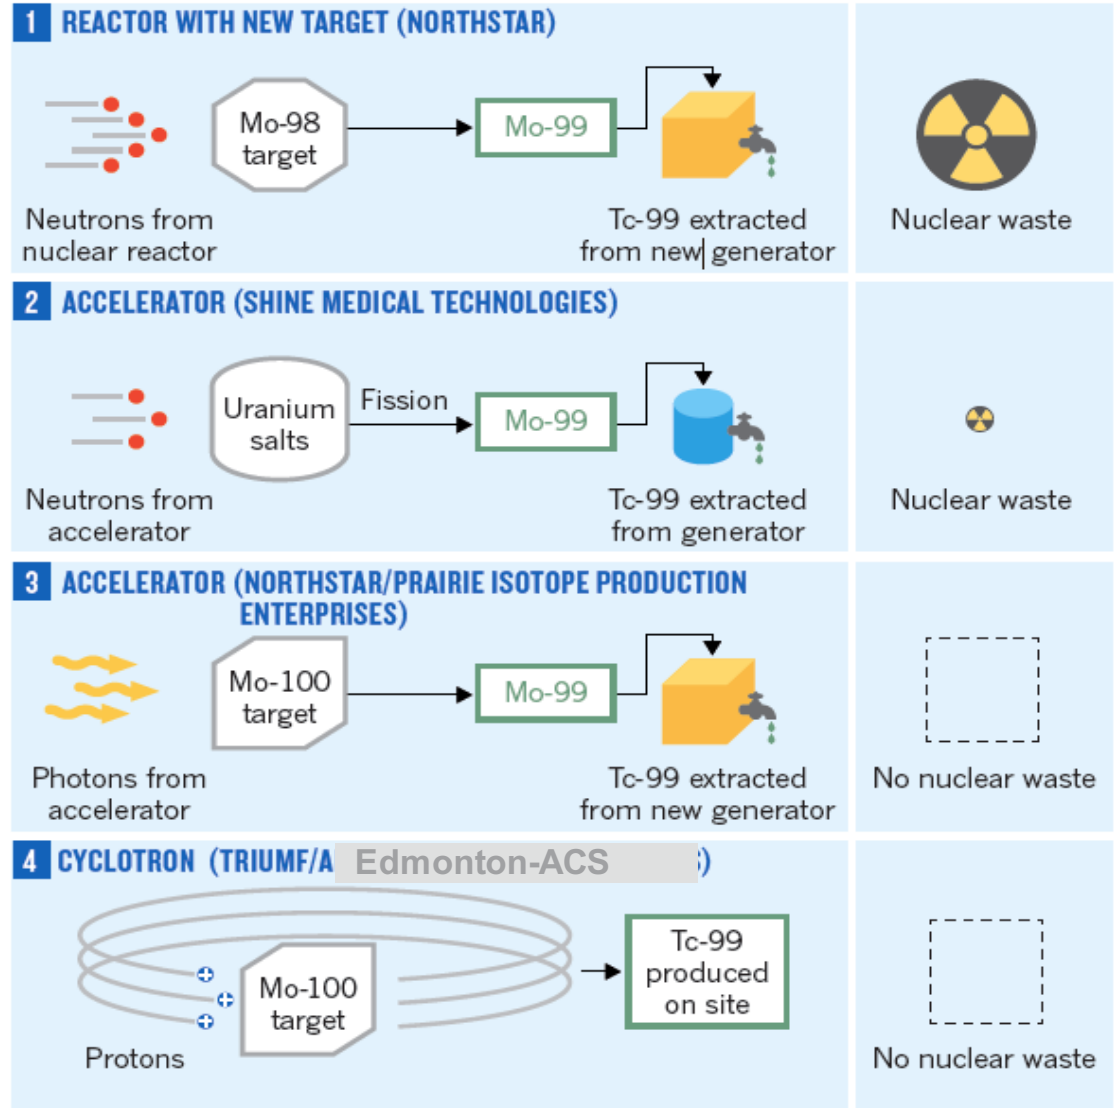 1 REACTOR WITH NEW TARGET (NORTHSTAR)
Mo-98
target
Mo-99
Neutrons from
nuclear reactor
Tc-99 extracted
from new generator
Nuclear waste
2 ACCELERATOR (SHINE MEDICAL TECHNOLOGIES)
Uranium
salts
Fission
Mo-99
Neutrons from
accelerator
Tc-99 extracted
from generator
Nuclear waste
3 ACCELERATOR (NORTHSTAR/PRAIRIE ISOTOPE PRODUCTION
ENTERPRISES)
Mo-100
target
Mo-99
Photons from
accelerator
Tc-99 extracted
from new generator
No nuclear waste
4 CYCLOTRON (TRIUMF/ Edmonton-ACS )
Mo-100
target
Tc-99
produced
on site
Protons
No nuclear waste